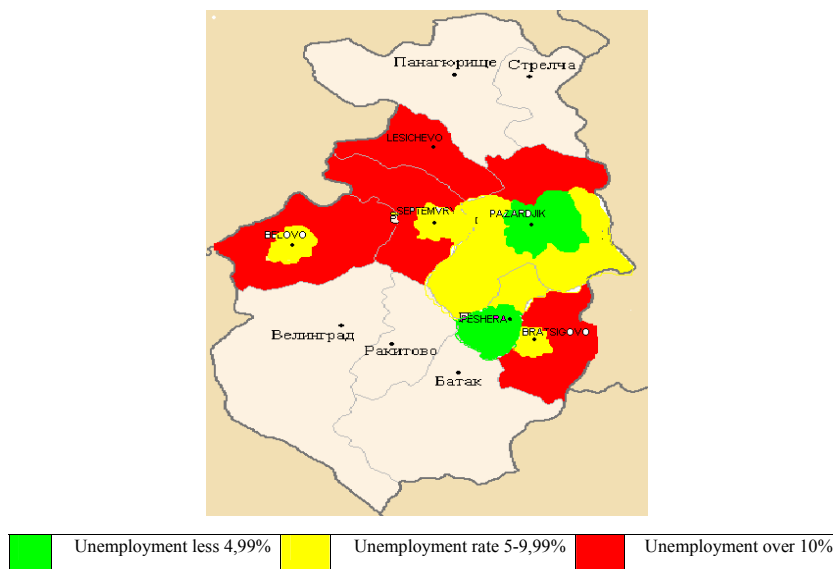 Панагюрище
Стрелча
LESICHEVO
SEPTEMVR
PAZARDJIK
BELOVO
PESHERA
BRATSIGOVO
Велинград
Ракитово
Батак
Unemployment less 4,99%
Unemployment rate 5-9,99%
Unemployment over 10%